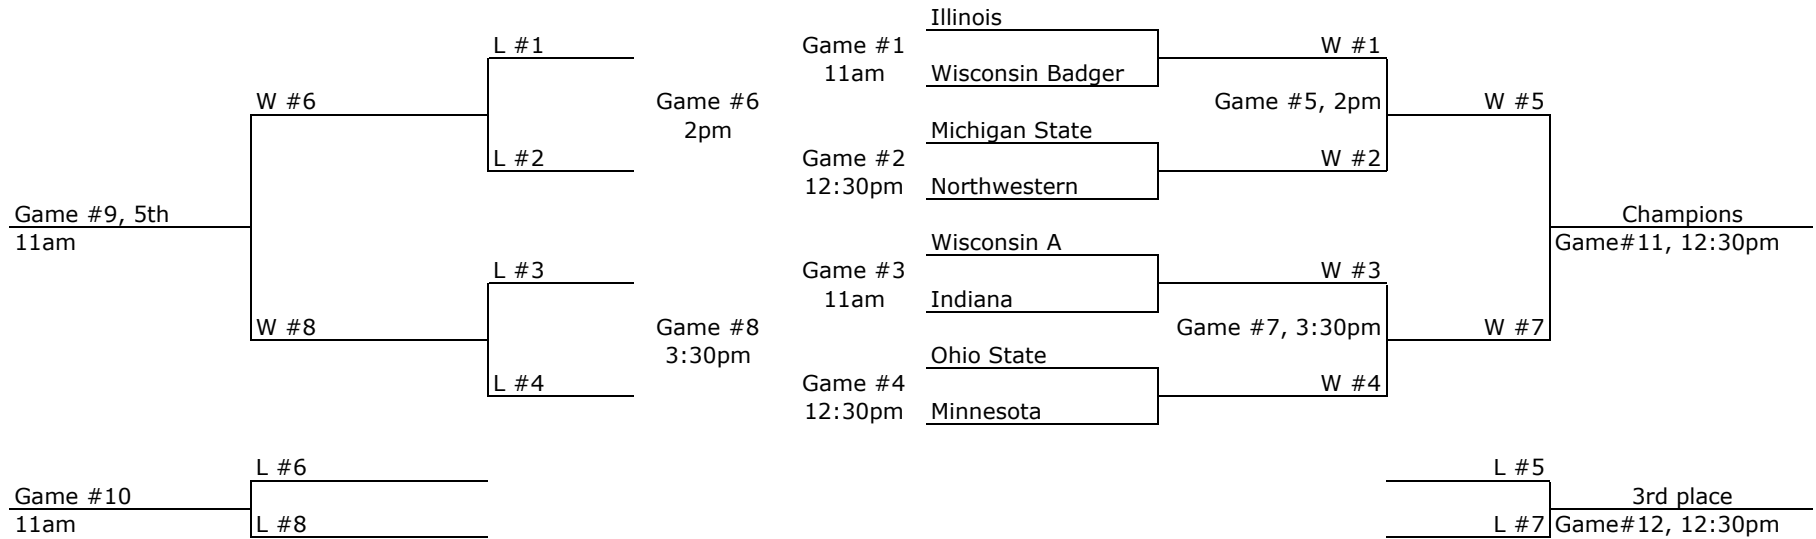 Illinois
L #1
Game #1
W #1
11am
Wisconsin Badger
W #6
Game #6
Game #5, 2pm
W #5
2pm
Michigan State
L #2
Game #2
W #2
12:30pm
Northwestern
Game #9, 5th
Champions
11am
Wisconsin A
Game#11, 12:30pm
L #3
Game #3
W #3
11am
Indiana
W #8
Game #8
Game #7, 3:30pm
W #7
3:30pm
Ohio State
L #4
Game #4
W #4
12:30pm
Minnesota
L #6
L #5
Game #10
3rd place
11am
L #8
L #7
Game#12, 12:30pm